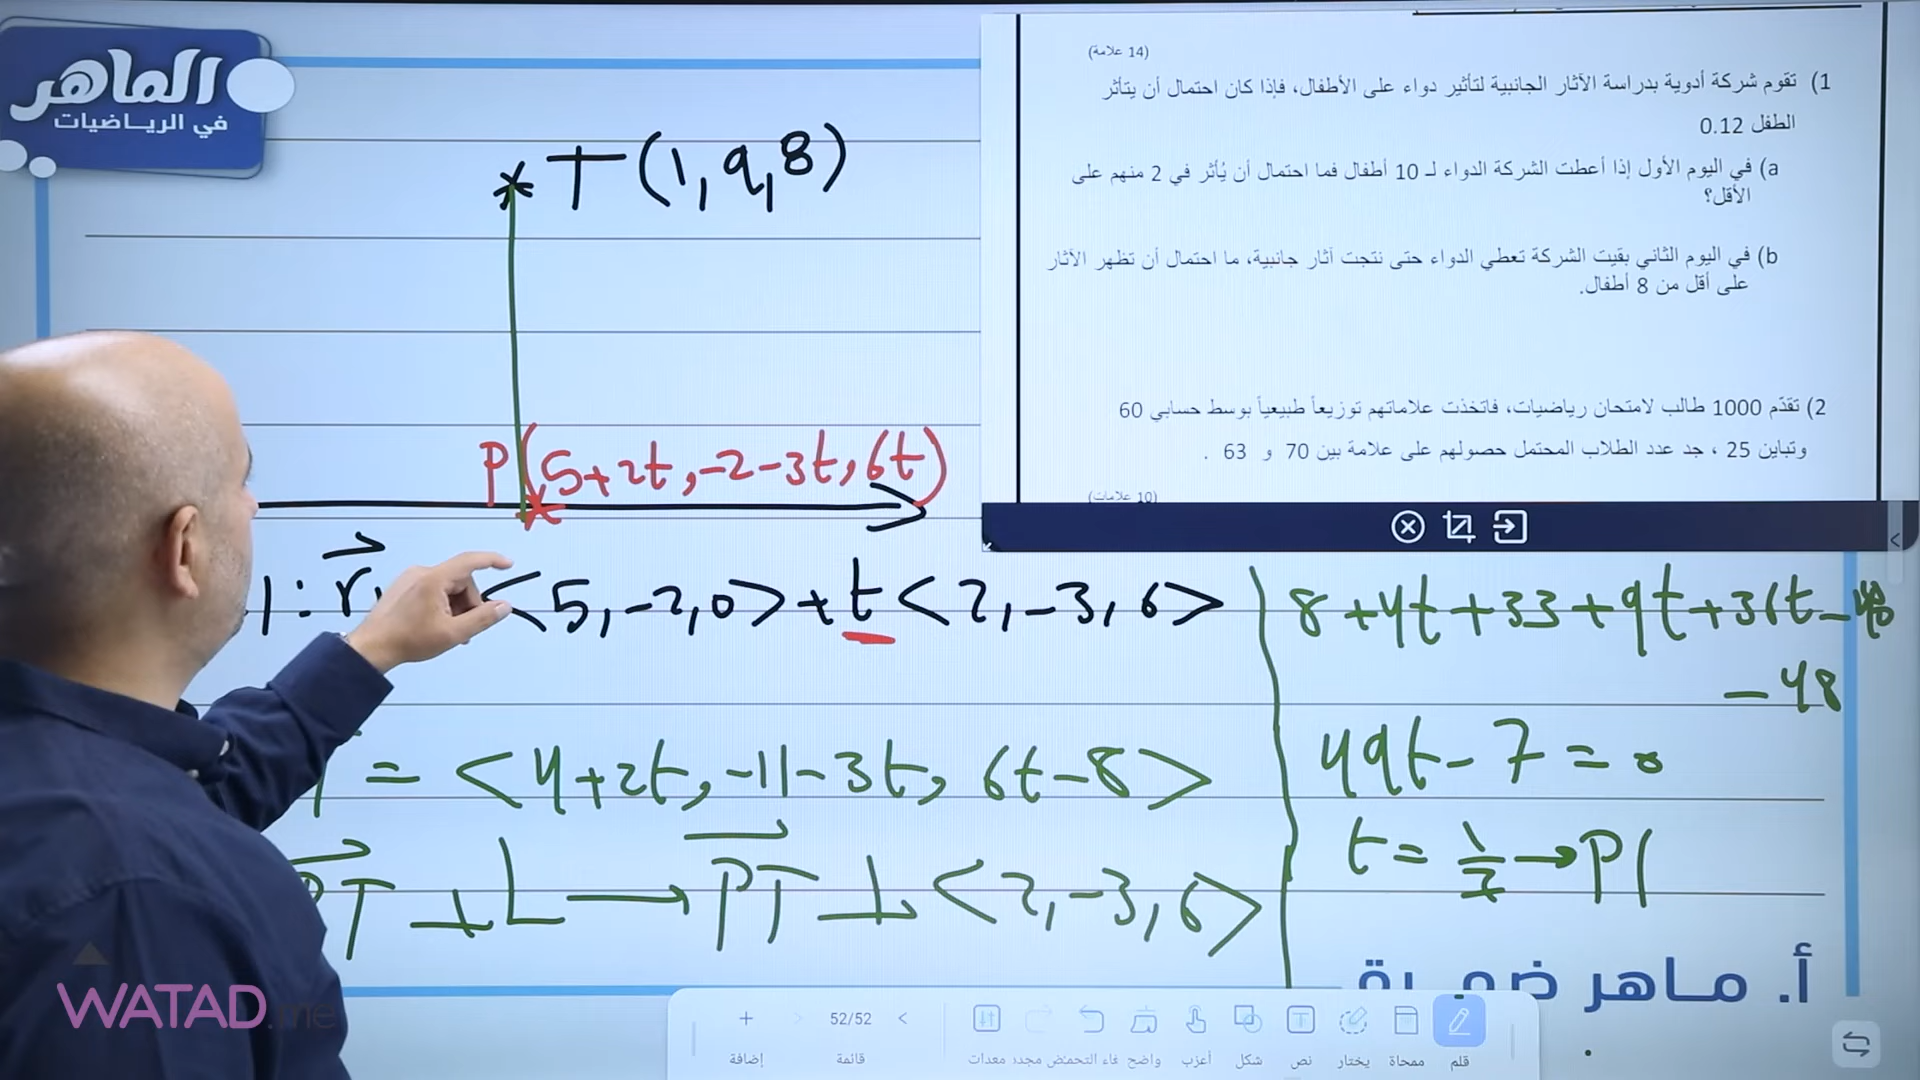 الماهر
في الرياضيات
T(1,9,8)
P(5+2t,-2-3t,6t)
<5,-2,0>+t<2,-3,6>
= <4+2t,-11-3t,6t-8>
PT ⊥ L → PT ⊥ <2,-3,6>
8+4t+33+9t+36t-48
-48
49t-7=0
t= 1/7 → P(
(14 علامة)
1) تقوم شركة أدوية بدراسة الآثار الجانبية لتأثير دواء على الأطفال، فإذا كان احتمال أن يتأثر
الطفل 0.12
a) في اليوم الأول إذا أعطت الشركة الدواء لـ 10 أطفال فما احتمال أن يُأثر في 2 منهم على
الأقل؟
b) في اليوم الثاني بقيت الشركة تعطي الدواء حتى نتجت آثار جانبية، ما احتمال أن تظهر الآثار
على أقل من 8 أطفال.
2) تقدّم 1000 طالب لامتحان رياضيات، فاتخذت علاماتهم توزيعاً طبيعياً بوسط حسابي 60
وتباين 25 ، جد عدد الطلاب المحتمل حصولهم على علامة بين 70 و 63 .
(10 علامات)
أ. ماهر
WATAD.me
52/52
إضافة
قائمة
معدات
مجدد
واضح
أعزب
شكل
نص
يختار
ممحاة
قلم